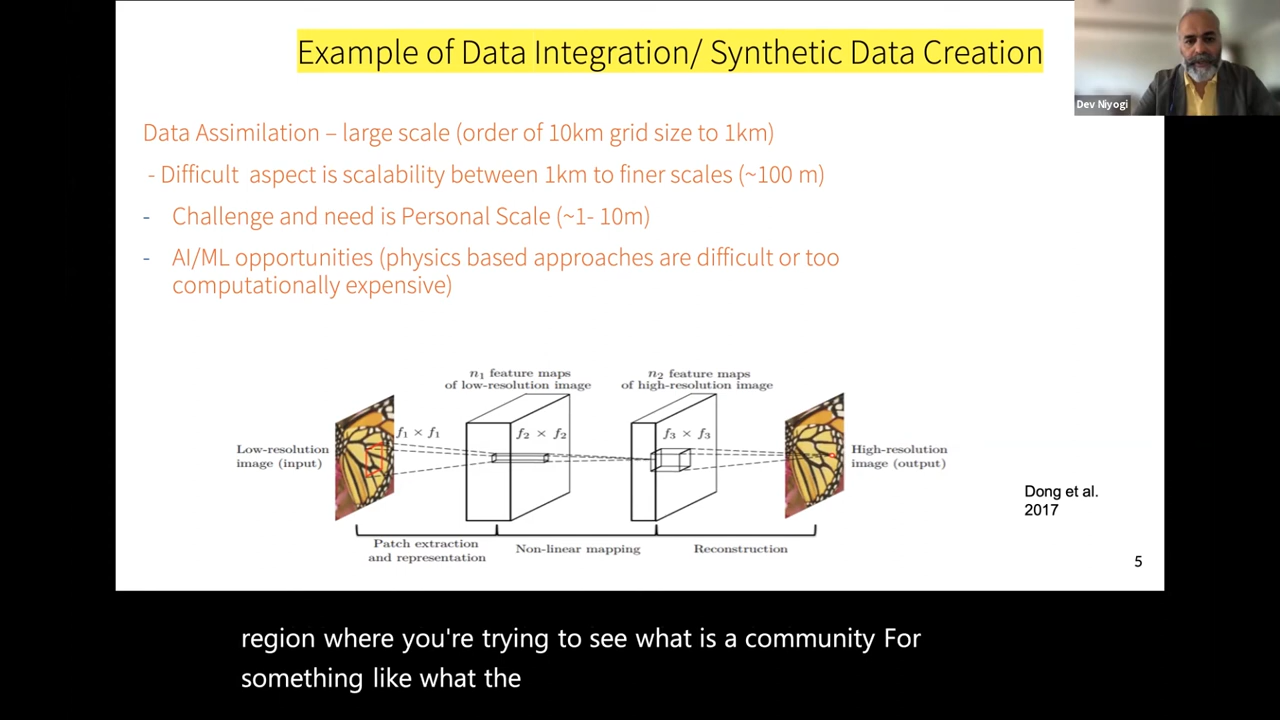 Example of Data Integration/ Synthetic Data Creation
Dev Niyogi
Data Assimilation – large scale (order of 10km grid size to 1km)
- Difficult aspect is scalability between 1km to finer scales (~100 m)
- Challenge and need is Personal Scale (~1- 10m)
- AI/ML opportunities (physics based approaches are difficult or too
computationally expensive)
n1 feature maps
of low-resolution image
n2 feature maps
of high-resolution image
f1 × f1
f2 × f2
f3 × f3
Low-resolution
image (input)
High-resolution
image (output)
Patch extraction
and representation
Non-linear mapping
Reconstruction
Dong et al.
2017
5
region where you're trying to see what is a community For
something like what the